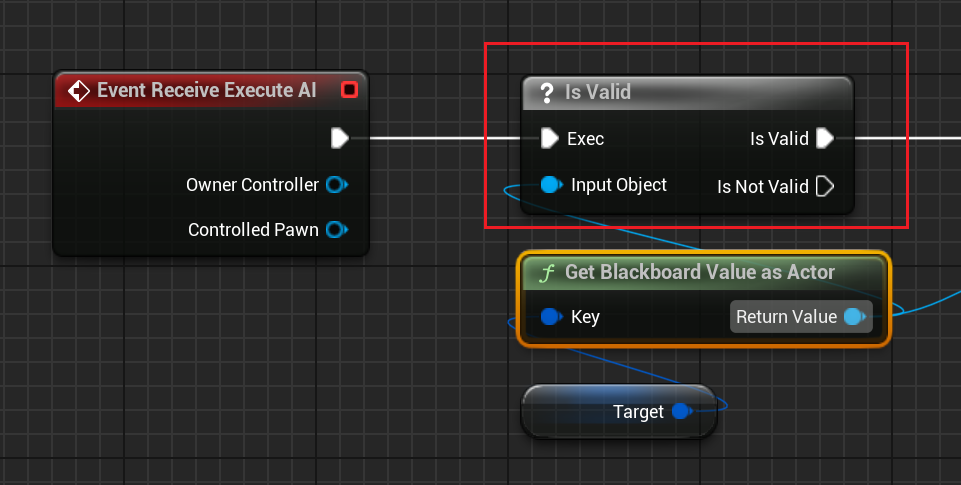 Event Receive Execute AI
Owner Controller
Controlled Pawn
? Is Valid
Exec
Is Valid
Input Object
Is Not Valid
f Get Blackboard Value as Actor
Key
Return Value
Target